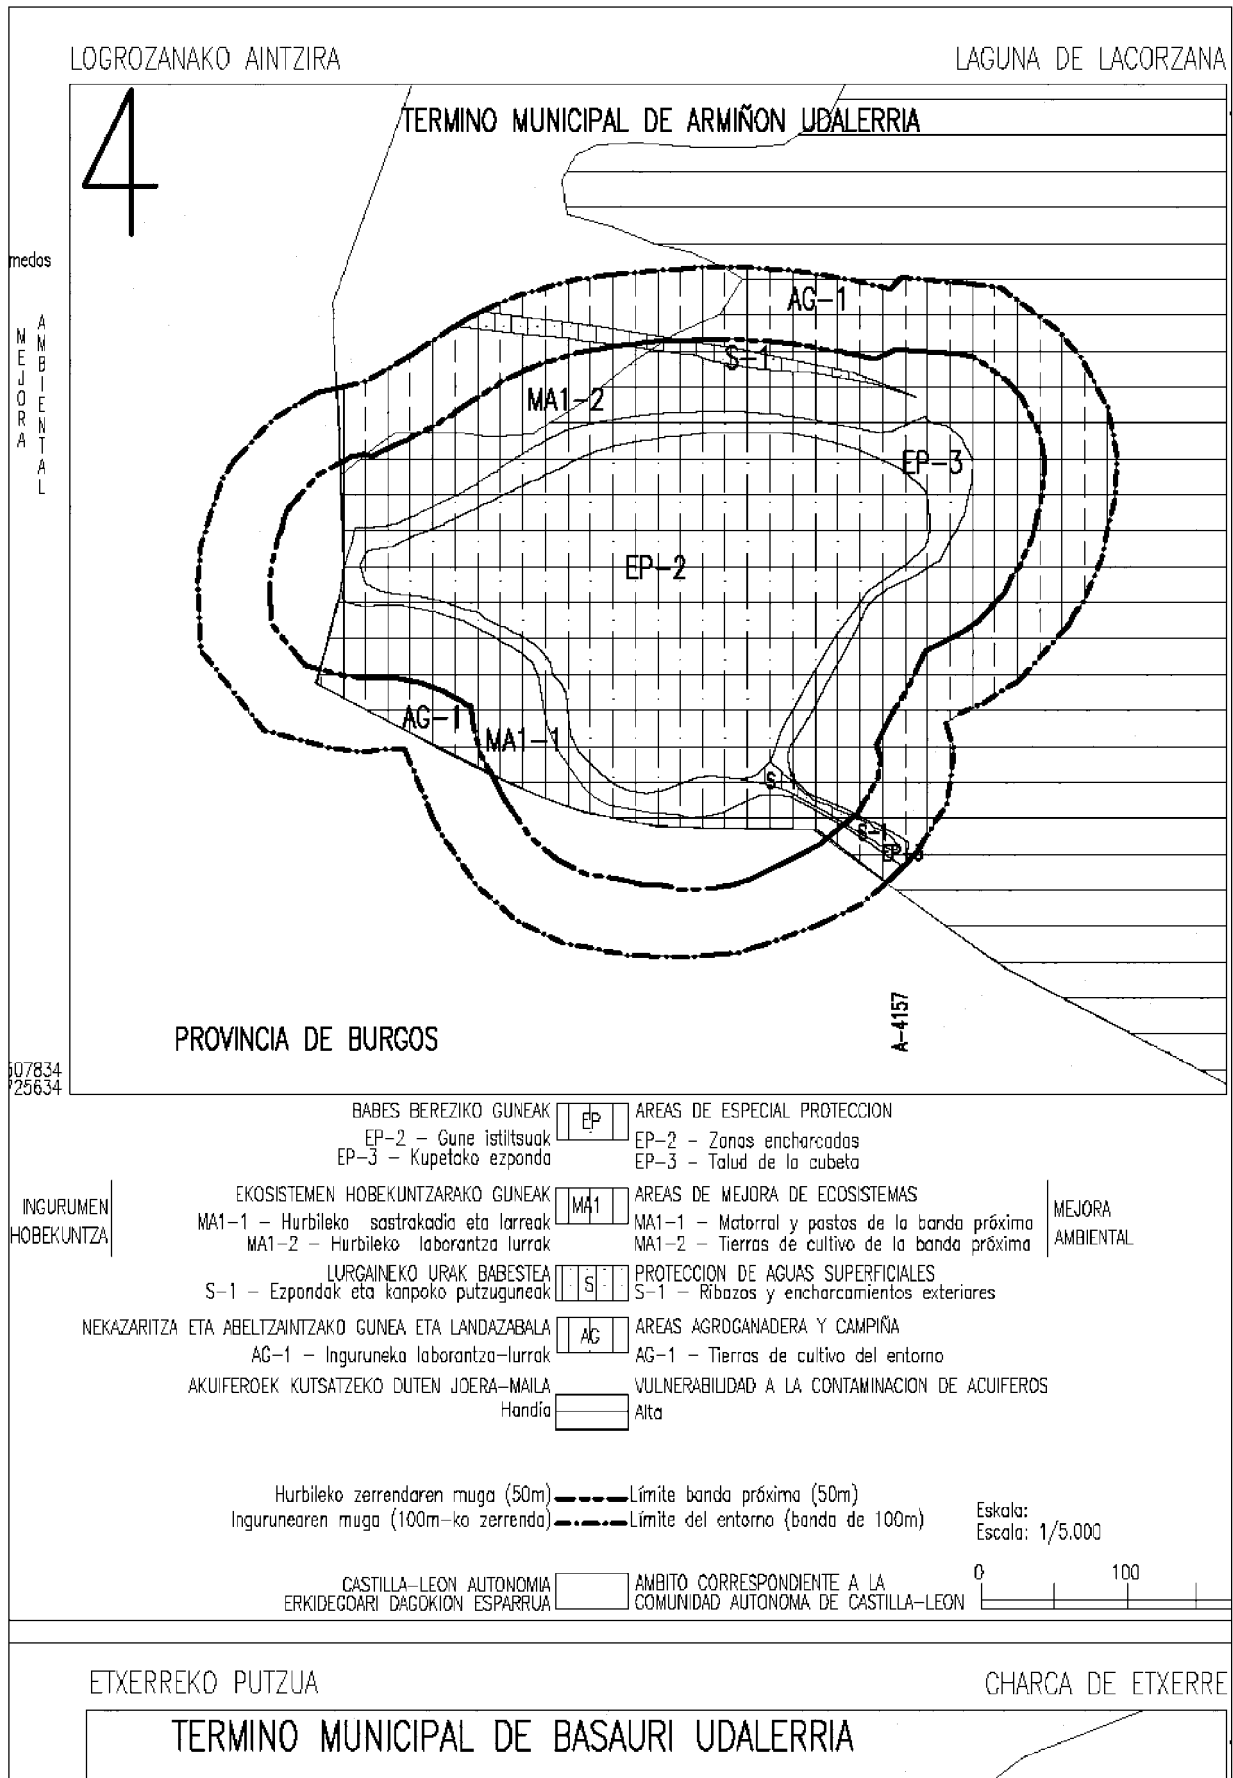 LOGROZANAKO AINTZIRA
LAGUNA DE LACORZANA
4
TERMINO MUNICIPAL DE ARMIÑON UDALERRIA
medos
MEJORA
AMBIENTAL
AG-1
S-1
MA1-2
EP-3
EP-2
AG-1
MA1-1
S-1
S-1
EP-3
A-4157
PROVINCIA DE BURGOS
507834
725634
BABES BEREZIKO GUNEAK EP AREAS DE ESPECIAL PROTECCION
EP-2 - Gune istiltsuak EP-2 - Zonas encharcadas
EP-3 - Kupetako ezponda EP-3 - Talud de la cubeta
INGURUMEN
HOBEKUNTZA
EKOSISTEMEN HOBEKUNTZARAKO GUNEAK MA1 AREAS DE MEJORA DE ECOSISTEMAS
MA1-1 - Hurbileko sastrakadia eta larreak MA1-1 - Matorral y pastos de la banda próxima
MA1-2 - Hurbileko laborantza lurrak MA1-2 - Tierras de cultivo de la banda próxima
MEJORA
AMBIENTAL
LURGAINEKO URAK BABESTEA S PROTECCION DE AGUAS SUPERFICIALES
S-1 - Ezpondak eta kanpoko putzuguneak S-1 - Ribazos y encharcamientos exteriores
NEKAZARITZA ETA ABELTZAINTZAKO GUNEA ETA LANDAZABALA AG AREAS AGROGANADERA Y CAMPIÑA
AG-1 - Inguruneko laborantza-lurrak AG-1 - Tierras de cultivo del entorno
AKUIFEROEK KUTSATZEKO DUTEN JOERA-MAILA VULNERABILIDAD A LA CONTAMINACION DE ACUIFEROS
Handia Alta
Hurbileko zerrendaren muga (50m) Límite banda próxima (50m)
Ingurunearen muga (100m-ko zerrenda) Límite del entorno (banda de 100m)
Eskala:
Escala: 1/5.000
0 100
CASTILLA-LEON AUTONOMIA AMBITO CORRESPONDIENTE A LA
ERKIDEGOARI DAGOKION ESPARRUA COMUNIDAD AUTONOMA DE CASTILLA-LEON
ETXERREKO PUTZUA
CHARCA DE ETXERRE
TERMINO MUNICIPAL DE BASAURI UDALERRIA